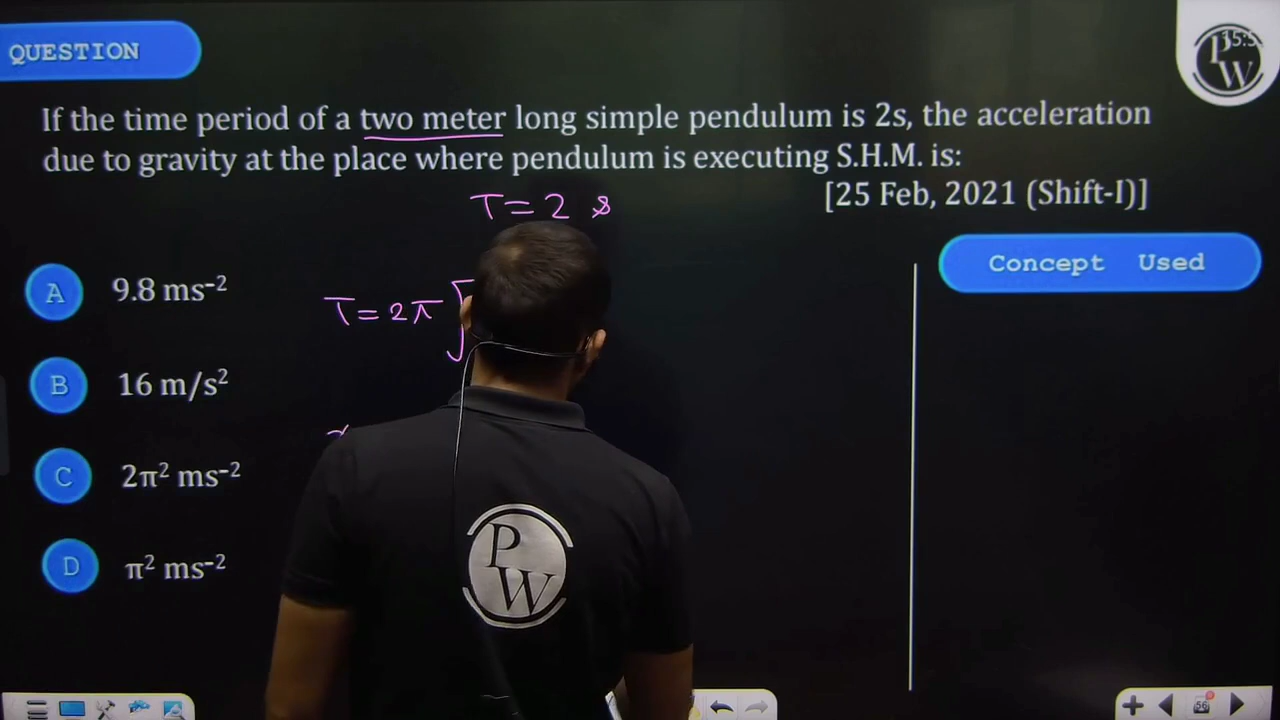 QUESTION
If the time period of a two meter long simple pendulum is 2s, the acceleration
due to gravity at the place where pendulum is executing S.H.M. is:
[25 Feb, 2021 (Shift-I)]
T = 2 s
A 9.8 ms⁻²
T = 2π√
B 16 m/s²
C 2π² ms⁻²
D π² ms⁻²
Concept Used
PW
PW
56